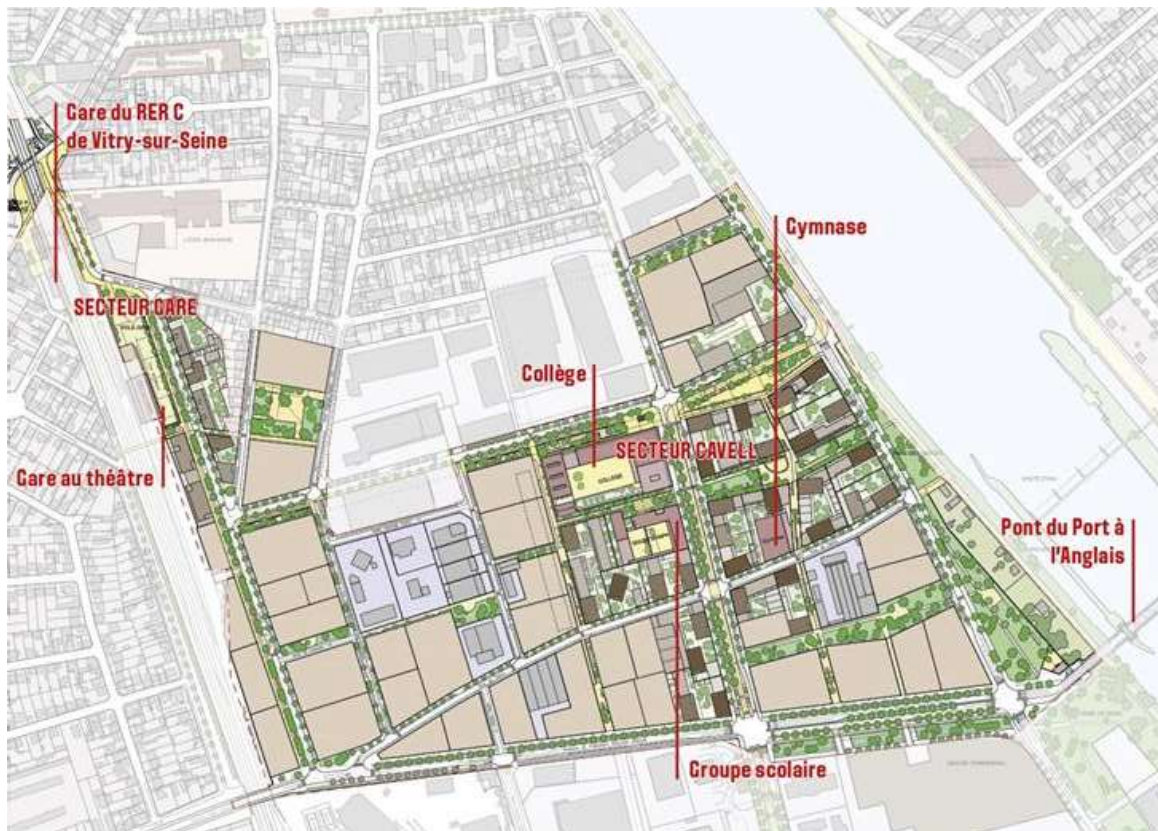 Gare du RER C
de Vitry-sur-Seine
SECTEUR GARE
Gare au théâtre
Collège
SECTEUR CAVELL
COLLEGE
Gymnase
Pont du Port à
l'Anglais
Groupe scolaire